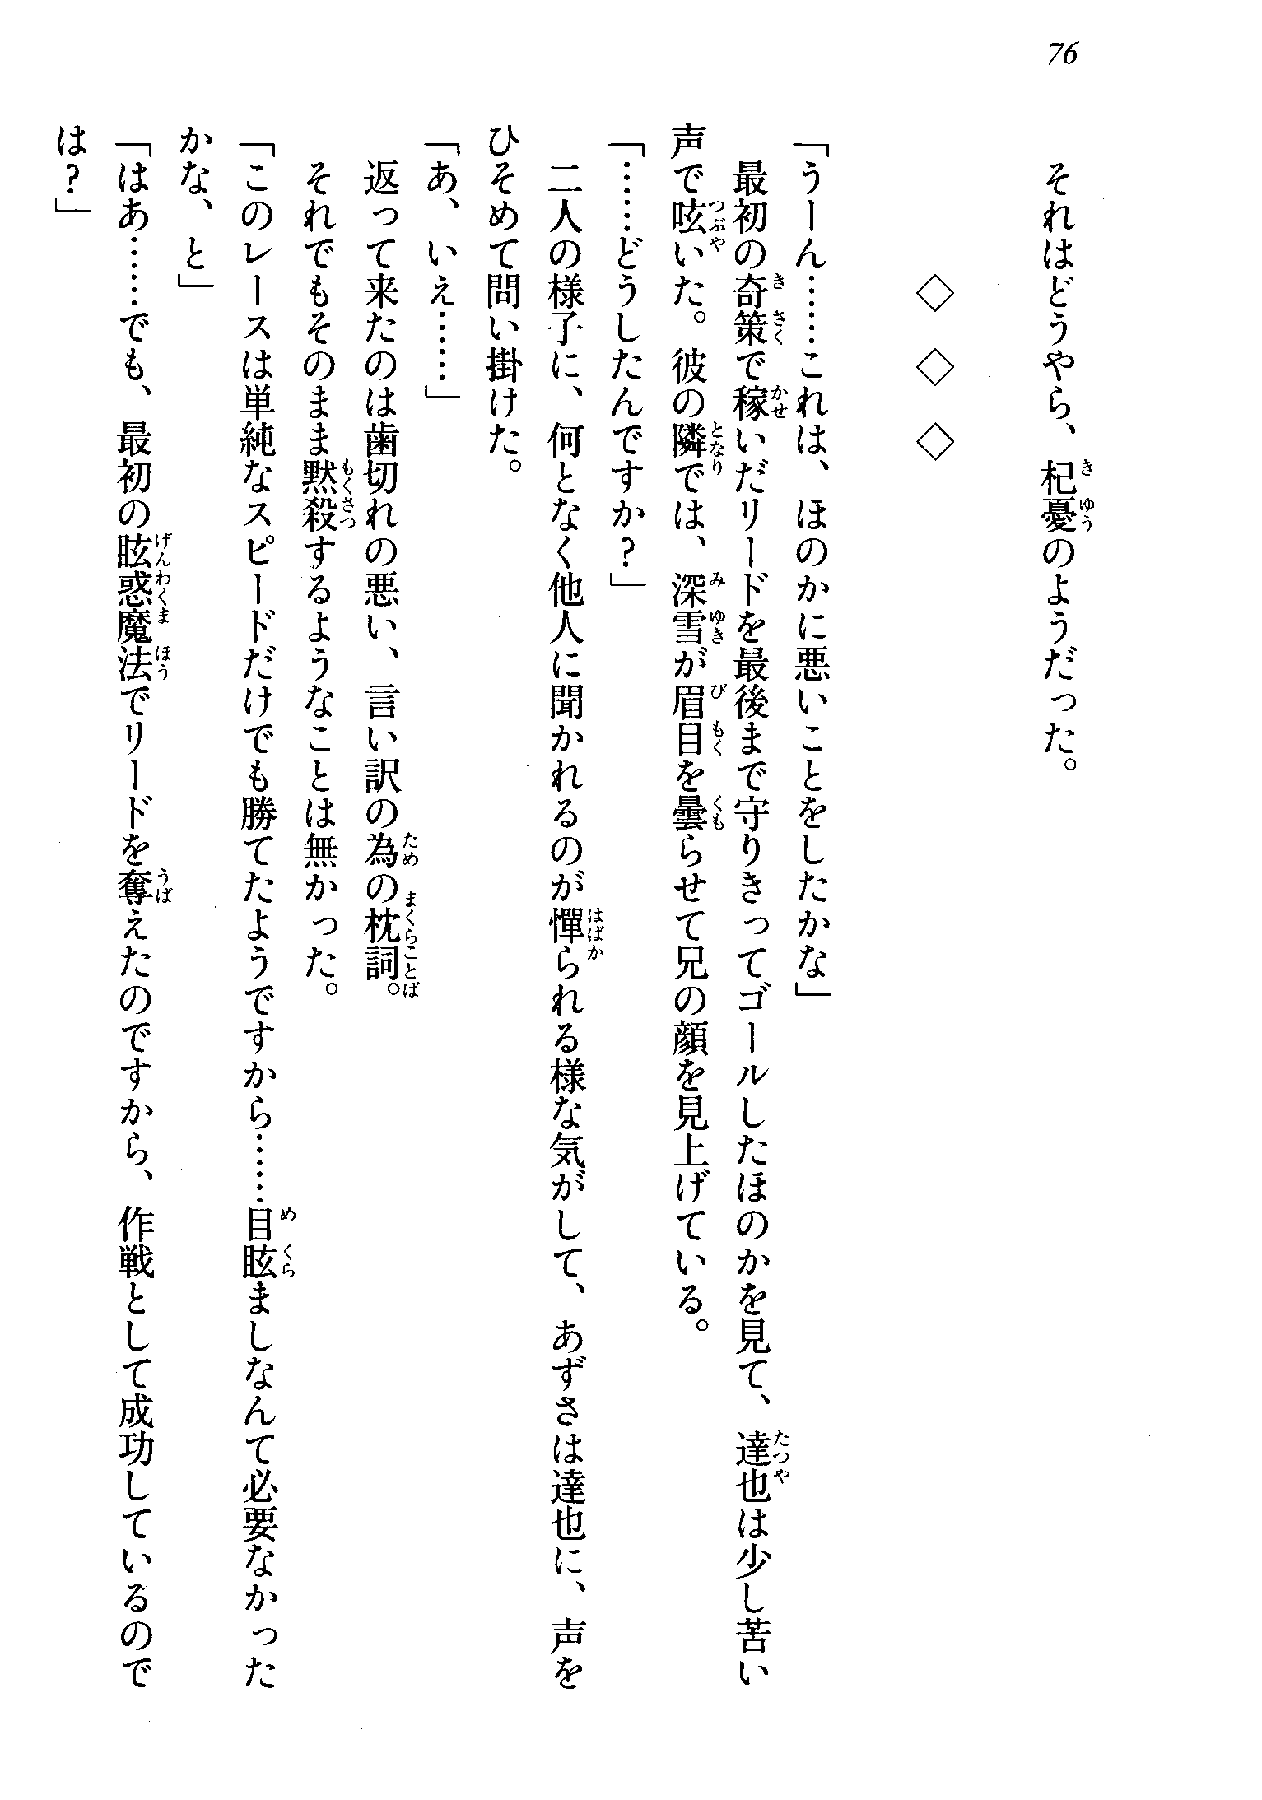 76
それはどうやら、杞憂のようだった。
◇ ◇ ◇
「うーん……これは、ほのかに悪いことをしたかな」
最初の奇策で稼いだリードを最後まで守りきってゴールしたほのかを見て、達也は少し苦い
声で呟いた。彼の隣では、深雪が眉目を曇らせて兄の顔を見上げている。
「……どうしたんですか？」
二人の様子に、何となく他人に聞かれるのが憚られる様な気がして、あずさは達也に、声を
ひそめて問い掛けた。
「あ、いえ……」
返って来たのは歯切れの悪い、言い訳の為の枕詞。
それでもそのまま黙殺するようなことは無かった。
「このレースは単純なスピードだけでも勝てたようですから……目眩ましなんて必要なかった
かな、と」
「はあ……でも、最初の眩惑魔法でリードを奪えたのですから、作戦として成功しているので
は？」